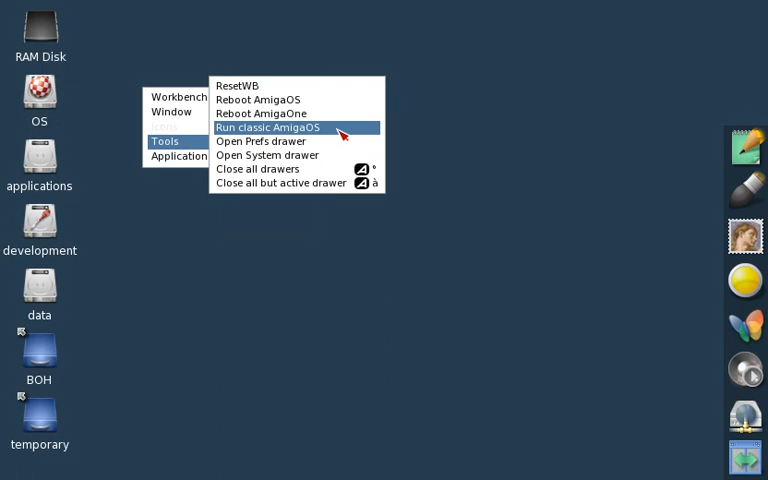 RAM Disk
OS
applications
development
data
BOH
temporary
Workbench
Window
Icons
Tools
Application
ResetWB
Reboot AmigaOS
Reboot AmigaOne
Run classic AmigaOS
Open Prefs drawer
Open System drawer
Close all drawers A °
Close all but active drawer A à